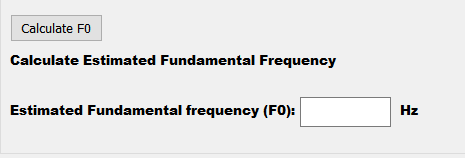 Calculate F0
Calculate Estimated Fundamental Frequency
Estimated Fundamental frequency (F0): Hz